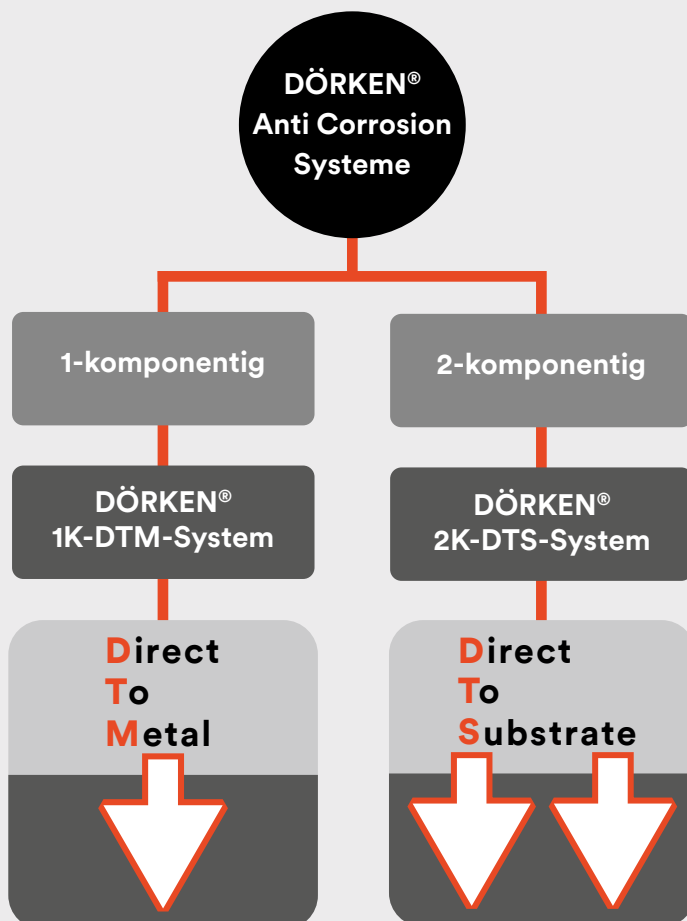 DÖRKEN®
Anti Corrosion
Systeme
1-komponentig
2-komponentig
DÖRKEN®
1K-DTM-System
DÖRKEN®
2K-DTS-System
Direct
To
Metal
Direct
To
Substrate